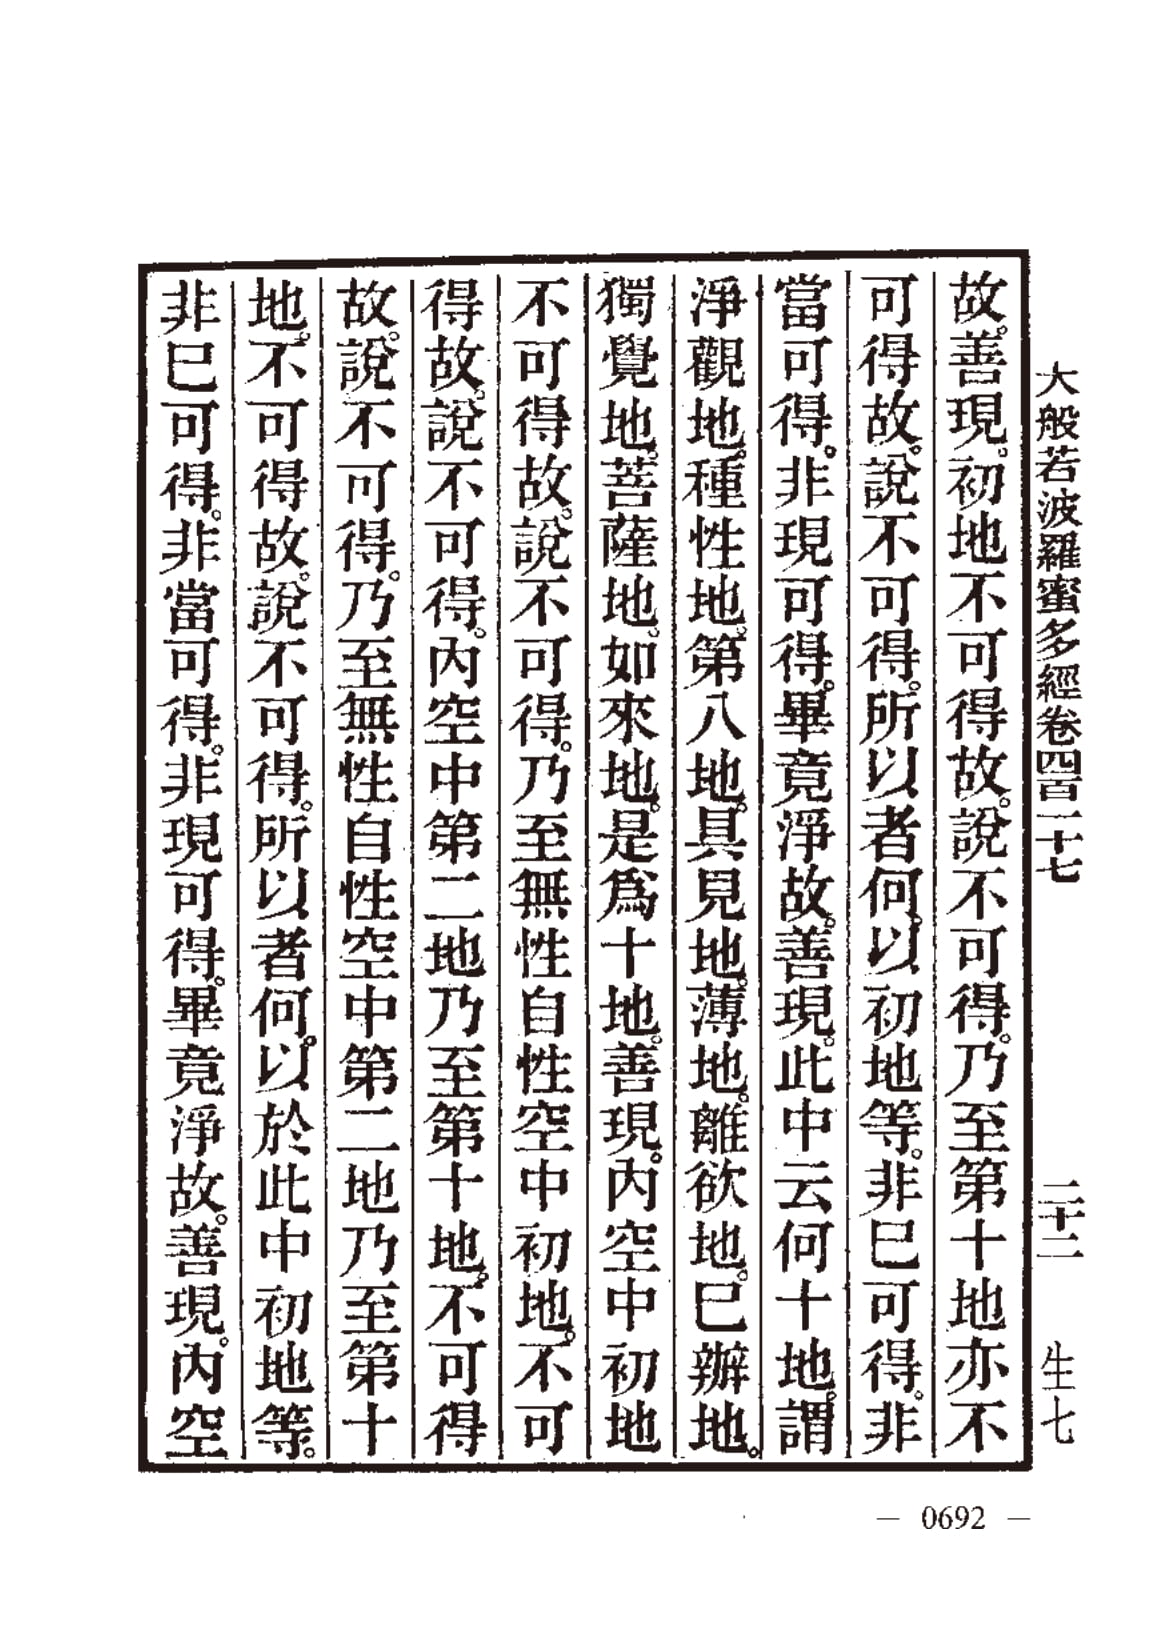 大般若波羅蜜多經卷四百二十七 二十二 生七
故。善現。初地不可得故。說不可得。乃至第十地亦不
可得故。說不可得。所以者何。以初地等。非已可得。非
當可得。非現可得。畢竟淨故。善現。此中云何十地。謂
淨觀地。種性地。第八地。具見地。薄地。離欲地。已辦地。
獨覺地。菩薩地。如來地。是爲十地。善現。內空中初地
不可得故。說不可得。乃至無性自性空中初地。不可
得故。說不可得。內空中第二地乃至第十地。不可得
故。說不可得。乃至無性自性空中第二地乃至第十
地。不可得故。說不可得。所以者何。以於此中初地等。
非已可得。非當可得。非現可得。畢竟淨故。善現。內空
— 0692 —